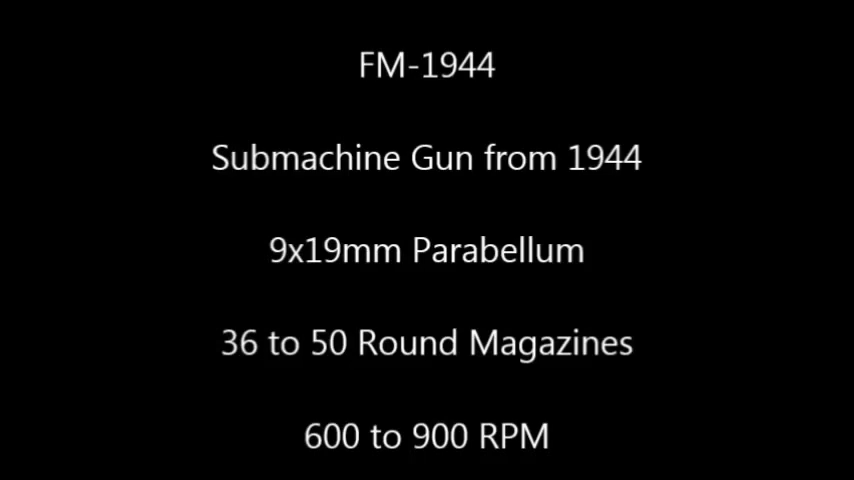 FM-1944
Submachine Gun from 1944
9x19mm Parabellum
36 to 50 Round Magazines
600 to 900 RPM